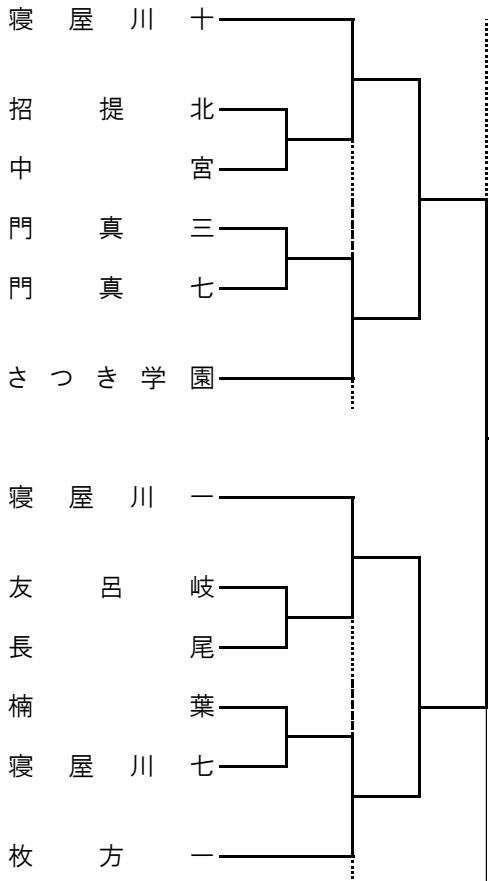 寝屋川十
招提北
中宮
門真三
門真七
さつき学園
寝屋川一
友呂岐
長尾
楠葉
寝屋川七
枚方一